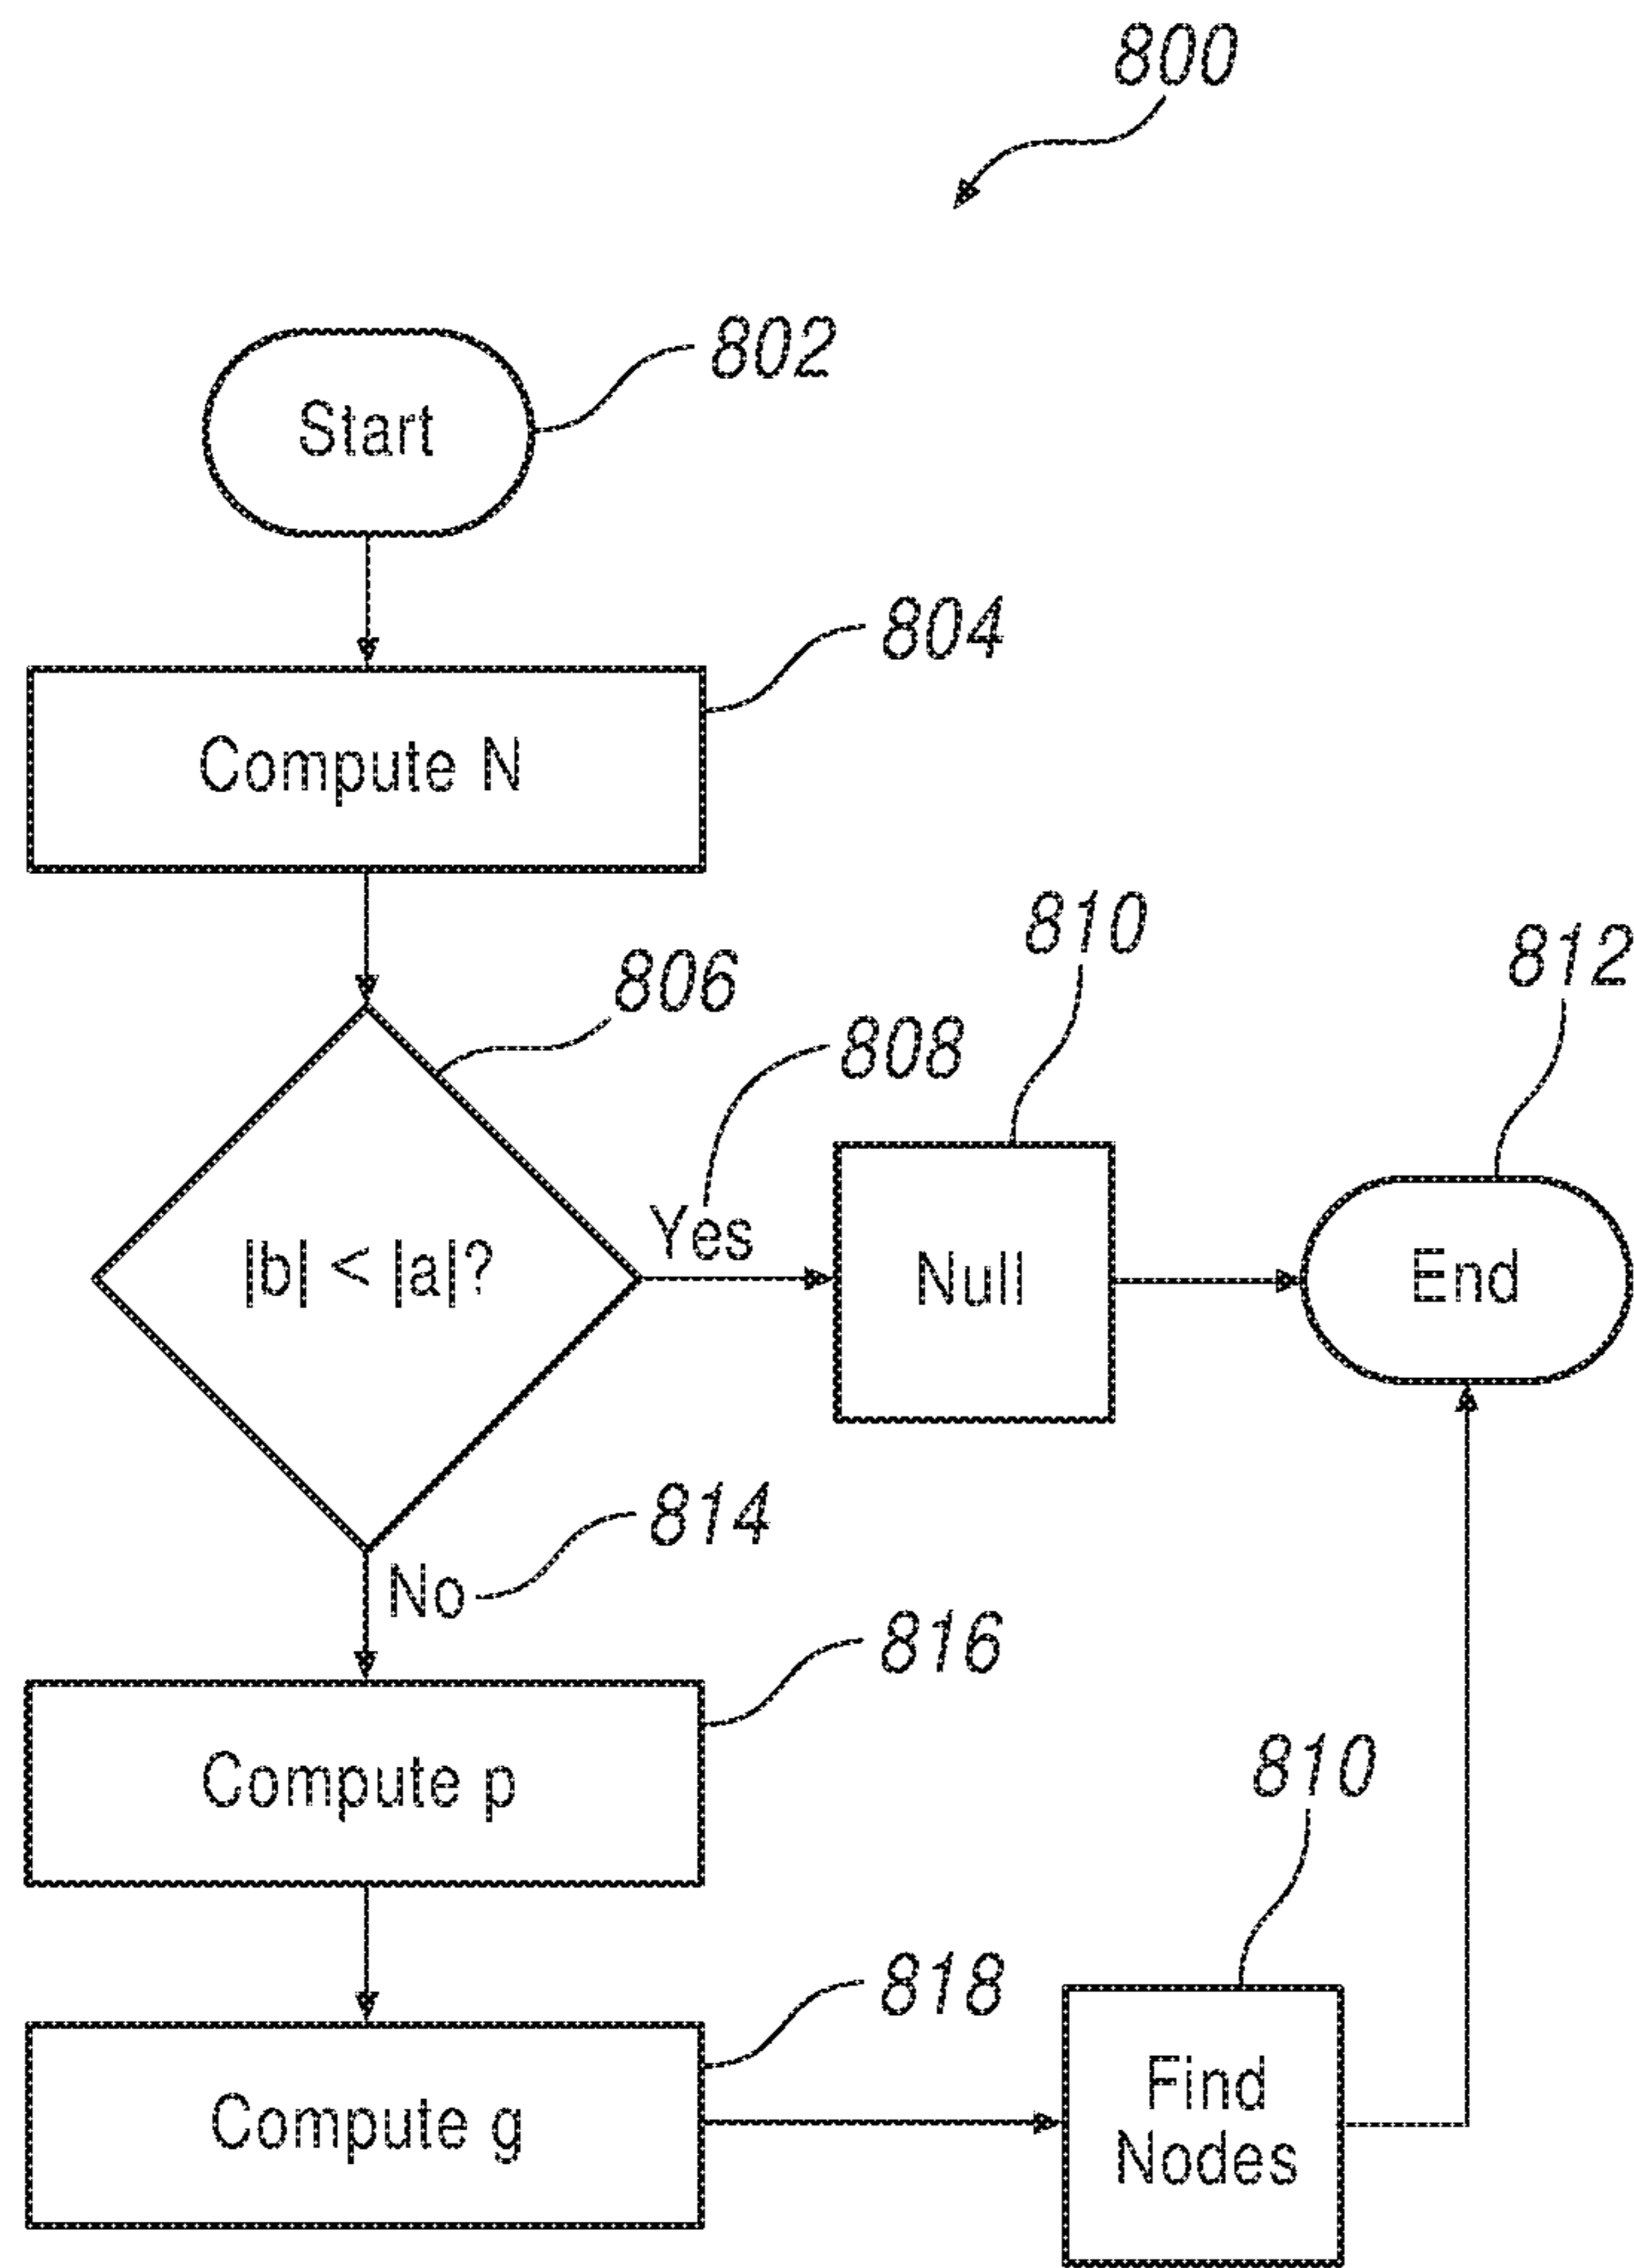 800
802
Start
804
Compute N
806
808
810
812
|b| < |a|?
Yes
Null
End
814
No
816
Compute p
810
818
Compute g
Find
Nodes